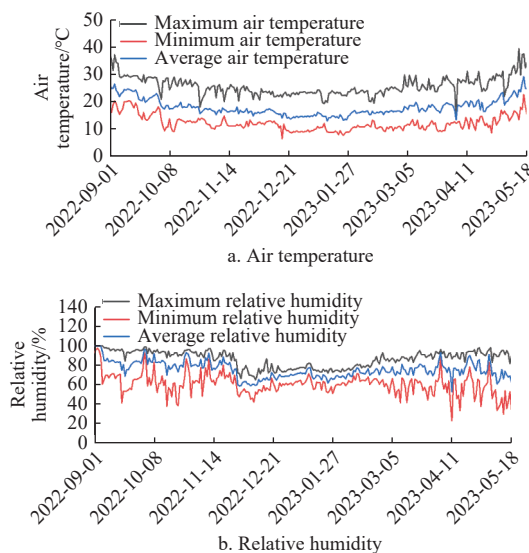 50
40
30
20
10
0
Air
temperature/°C
Maximum air temperature
Minimum air temperature
Average air temperature
2022-09-01
2022-10-08
2022-11-14
2022-12-21
2023-01-27
2023-03-05
2023-04-11
2023-05-18
a. Air temperature
140
120
100
80
60
40
20
0
Relative
humidity/%
Maximum relative humidity
Minimum relative humidity
Average relative humidity
2022-09-01
2022-10-08
2022-11-14
2022-12-21
2023-01-27
2023-03-05
2023-04-11
2023-05-18
b. Relative humidity